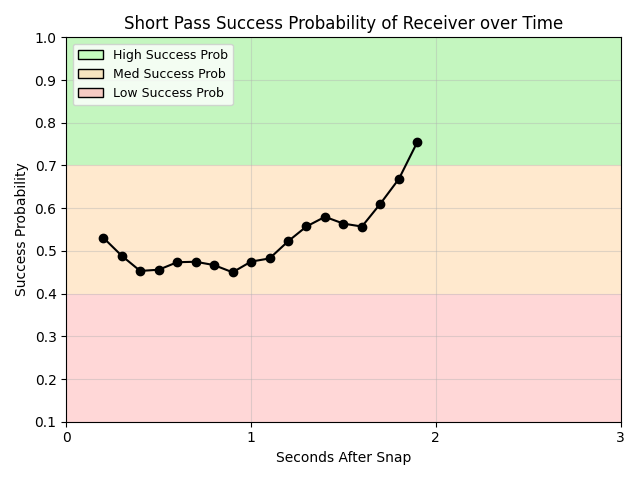 Short Pass Success Probability of Receiver over Time
High Success Prob
Med Success Prob
Low Success Prob
Success Probability
1.0
0.9
0.8
0.7
0.6
0.5
0.4
0.3
0.2
0.1
0 1 2 3
Seconds After Snap